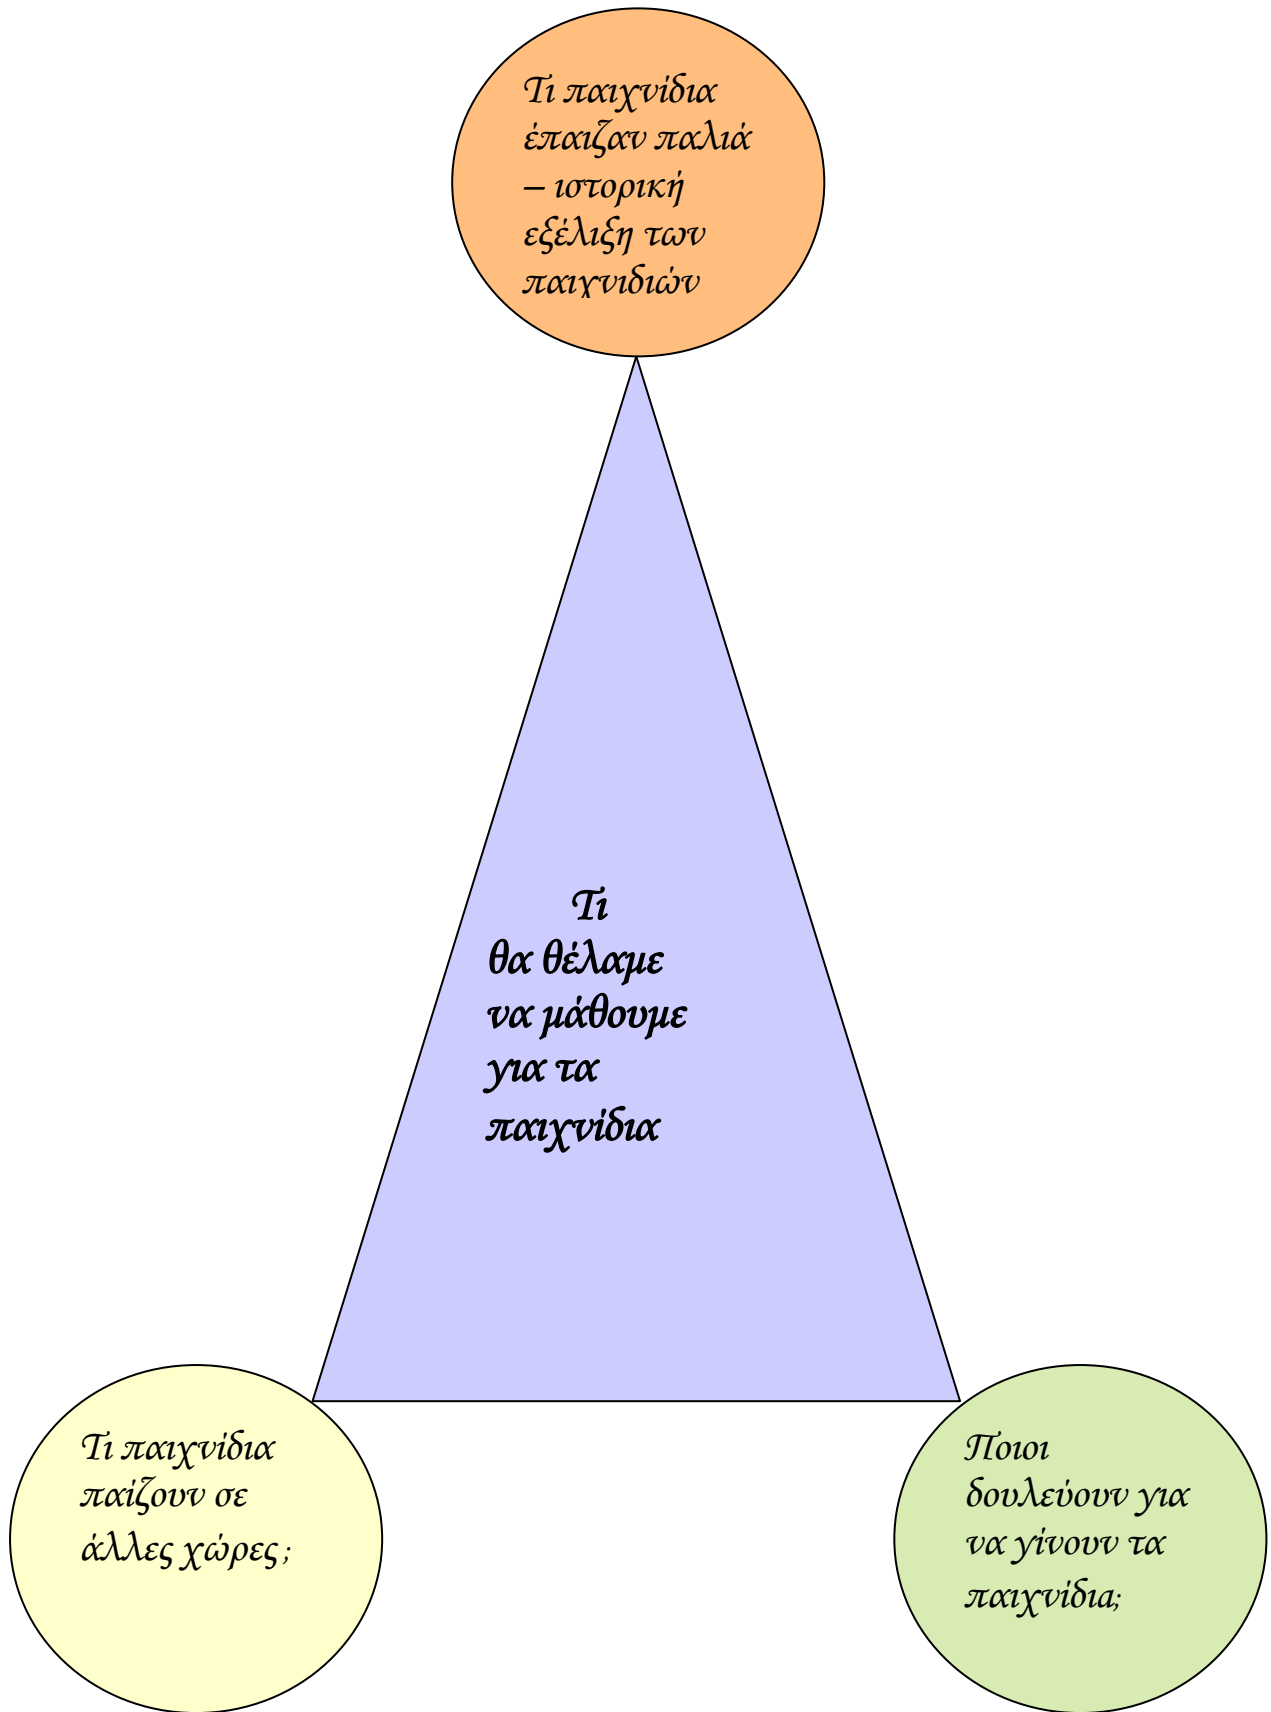 Τι παιχνίδια
έπαιζαν παλιά
– ιστορική
εξέλιξη των
παιχνιδιών
Τι
θα θέλαμε
να μάθουμε
για τα
παιχνίδια
Τι παιχνίδια
παίζουν σε
άλλες χώρες;
Ποιοι
δουλεύουν για
να γίνουν τα
παιχνίδια;